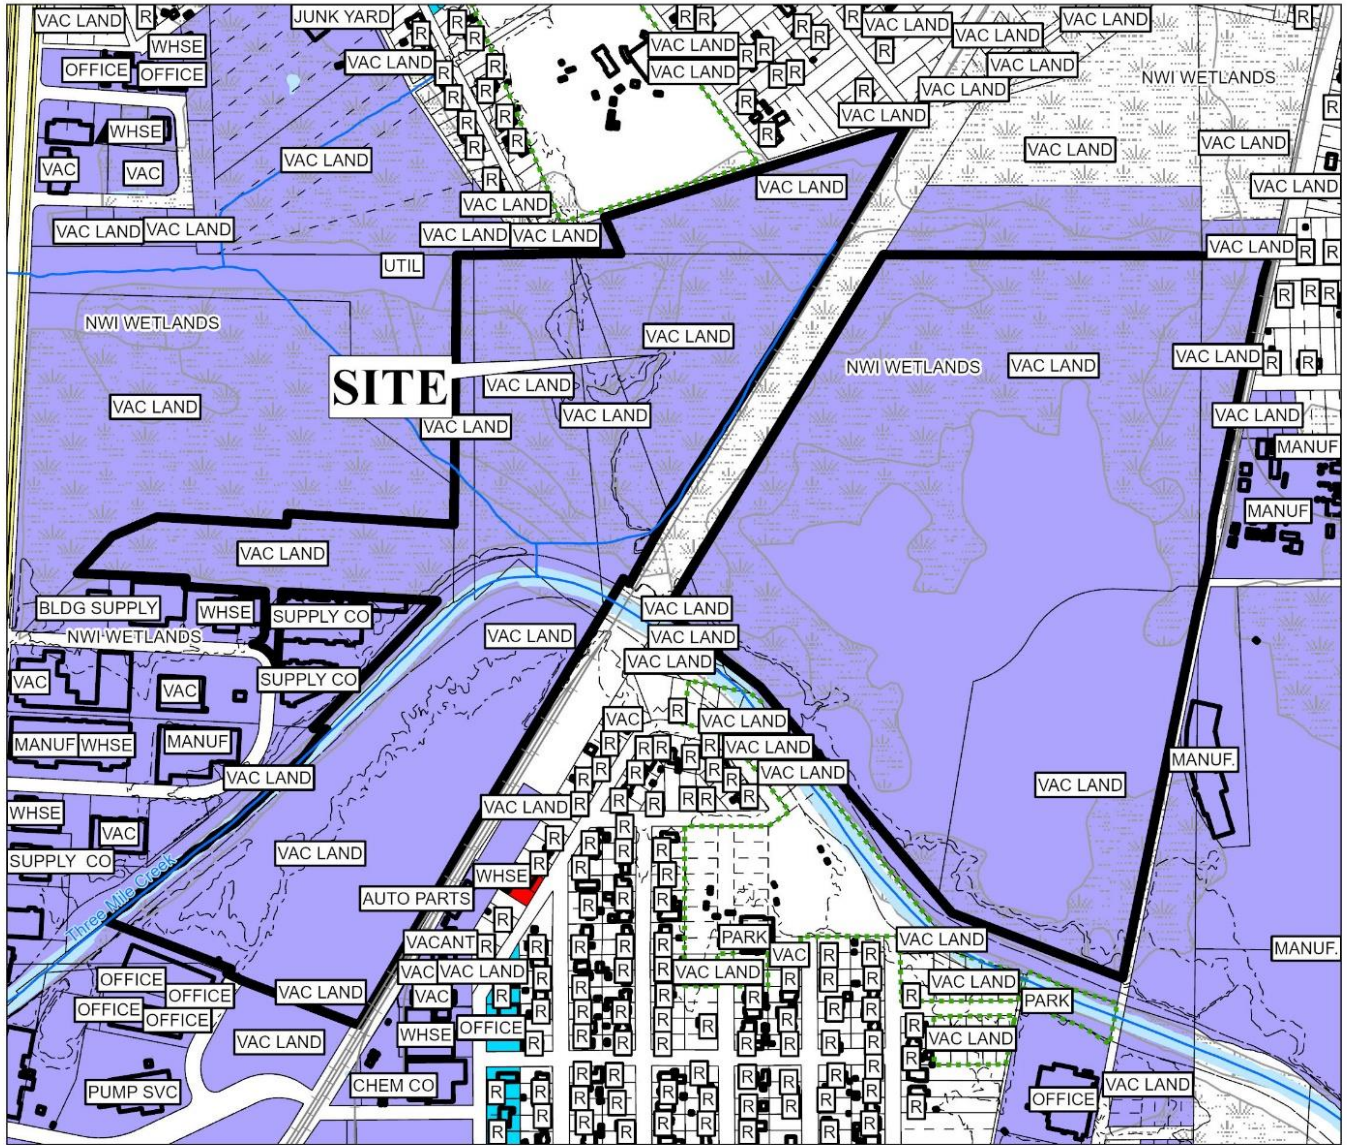 VAC LAND
JUNK YARD
R
VAC LAND
VAC LAND
R
R
R
R
R
R
WHSE
VAC LAND
R
VAC LAND
R
R
R
OFFICE
OFFICE
VAC LAND
VAC LAND
R
R
VAC LAND
NWI WETLANDS
R
R
VAC LAND
R
R
R
WHSE
R
R
R
VAC LAND
R
VAC LAND
R
VAC LAND
R
R
VAC LAND
VAC
VAC
R
VAC LAND
VAC LAND
VAC LAND
VAC LAND
VAC LAND
VAC LAND
VAC LAND
VAC LAND
R
R
UTIL
R
R
R
NWI WETLANDS
VAC LAND
VAC LAND
NWI WETLANDS
VAC LAND
R
R
SITE
VAC LAND
VAC LAND
VAC LAND
VAC LAND
VAC LAND
MANUF
MANUF
VAC LAND
BLDG SUPPLY
WHSE
SUPPLY CO
VAC LAND
NWI WETLANDS
VAC LAND
VAC LAND
VAC LAND
VAC
VAC
SUPPLY CO
R
VAC
VAC LAND
MANUF
WHSE
MANUF
R
R
R
R
R
VAC LAND
MANUF.
VAC LAND
R
R
R
VAC LAND
VAC LAND
WHSE
VAC LAND
R
R
R
R
R
R
VAC
R
R
R
SUPPLY CO
VAC LAND
R
R
R
R
Three Mile Creek
WHSE
R
R
R
AUTO PARTS
R
R
R
PARK
VACANT
R
R
R
R
R
VAC
R
R
VAC LAND
MANUF.
OFFICE
VAC
VAC LAND
R
R
R
VAC LAND
R
R
VAC LAND
PARK
OFFICE
OFFICE
VAC LAND
VAC
R
R
R
R
R
R
R
R
OFFICE
VAC LAND
WHSE
OFFICE
R
R
R
R
R
R
R
R
VAC LAND
PUMP SVC
CHEM CO
R
R
R
R
R
R
R
OFFICE
VAC LAND
R
R
R
R
R
R
R
R